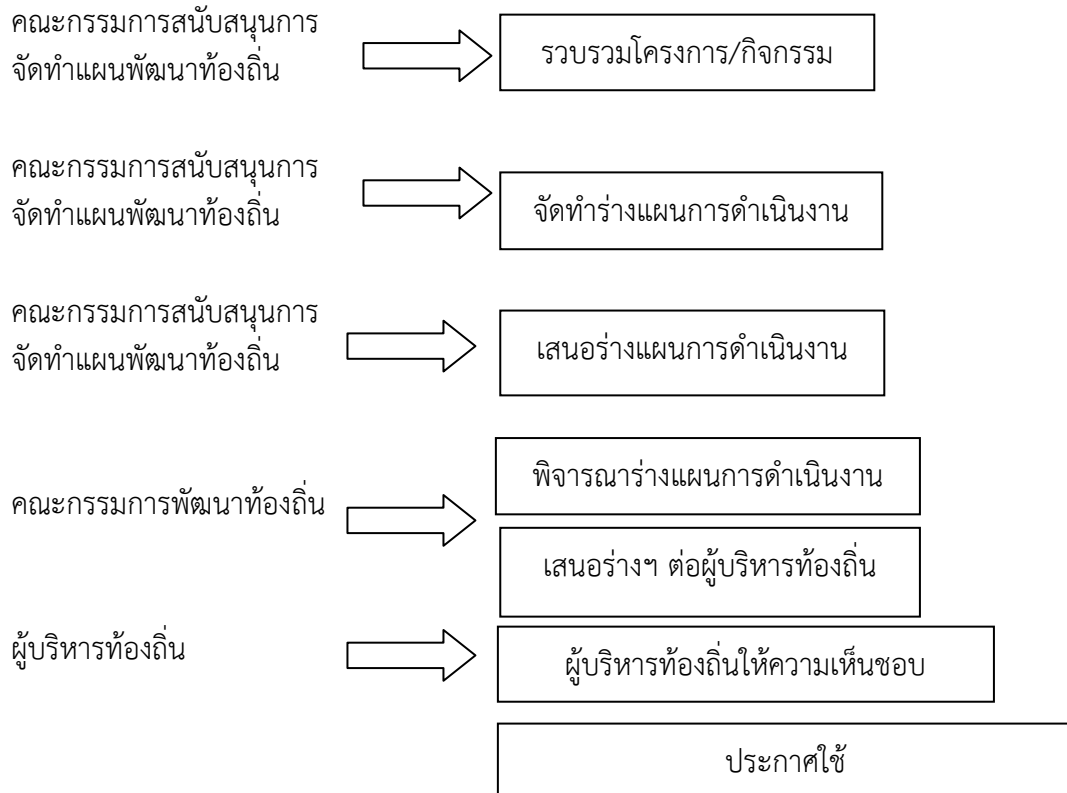 คณะกรรมการสนับสนุนการ
จัดทำแผนพัฒนาท้องถิ่น
รวบรวมโครงการ/กิจกรรม
คณะกรรมการสนับสนุนการ
จัดทำแผนพัฒนาท้องถิ่น
จัดทำร่างแผนการดำเนินงาน
คณะกรรมการสนับสนุนการ
จัดทำแผนพัฒนาท้องถิ่น
เสนอร่างแผนการดำเนินงาน
คณะกรรมการพัฒนาท้องถิ่น
พิจารณาร่างแผนการดำเนินงาน
เสนอร่างฯ ต่อผู้บริหารท้องถิ่น
ผู้บริหารท้องถิ่น
ผู้บริหารท้องถิ่นให้ความเห็นชอบ
ประกาศใช้